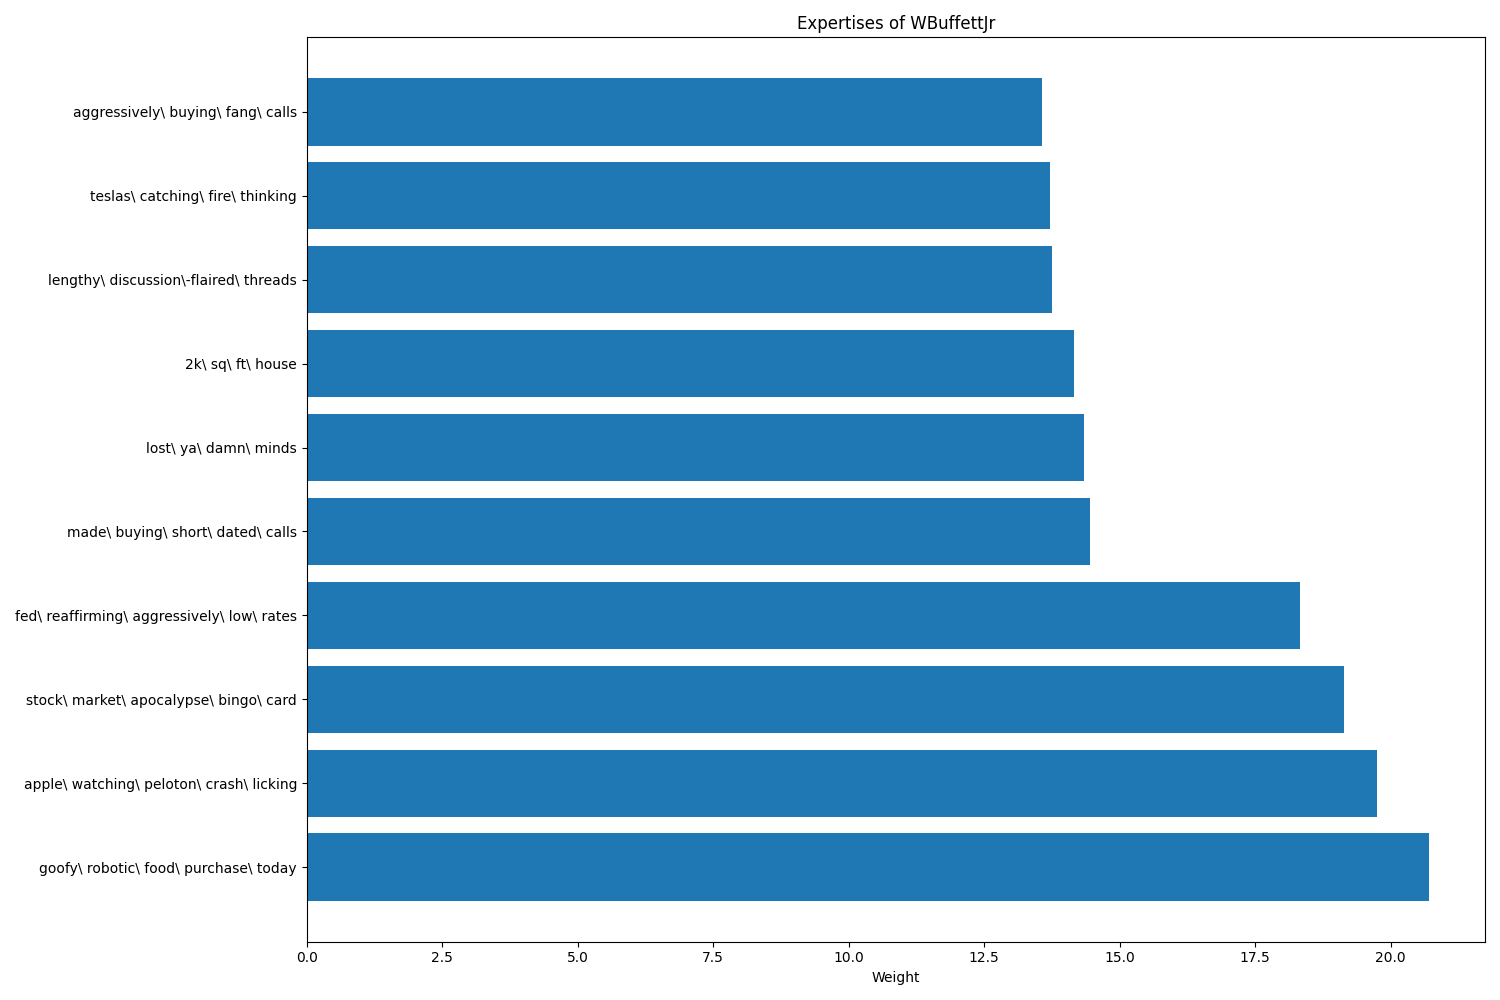 Expertises of WBuffettJr
aggressively\ buying\ fang\ calls
teslas\ catching\ fire\ thinking
lengthy\ discussion\-flaired\ threads
2k\ sq\ ft\ house
lost\ ya\ damn\ minds
made\ buying\ short\ dated\ calls
fed\ reaffirming\ aggressively\ low\ rates
stock\ market\ apocalypse\ bingo\ card
apple\ watching\ peloton\ crash\ licking
goofy\ robotic\ food\ purchase\ today
0.0 2.5 5.0 7.5 10.0 12.5 15.0 17.5 20.0
Weight